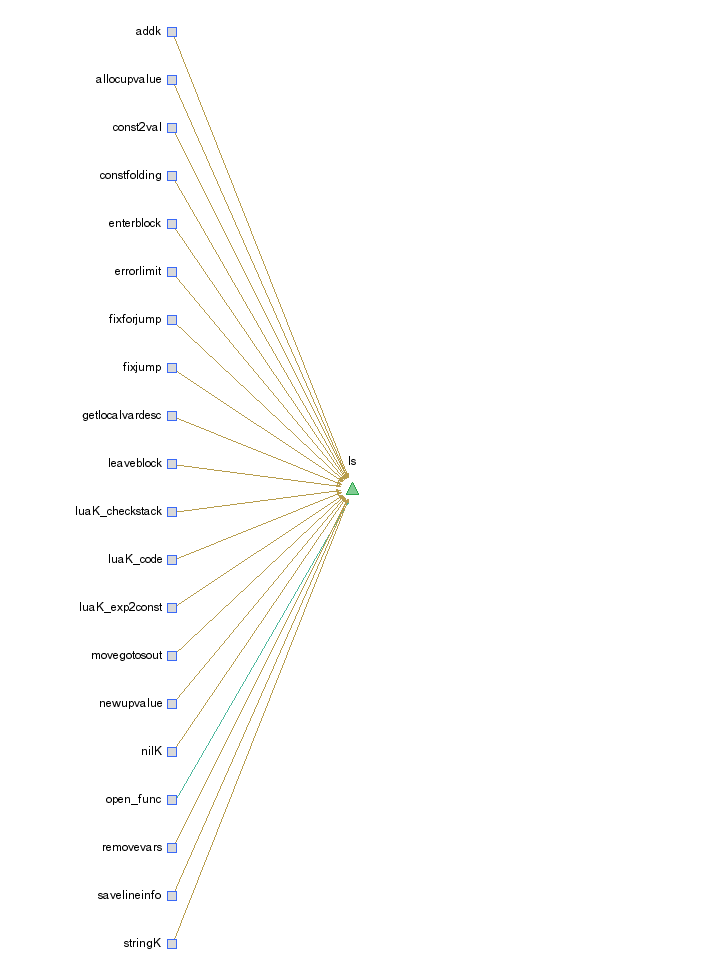 addk
allocupvalue
const2val
constfolding
enterblock
errorlimit
fixforjump
fixjump
getlocalvardesc
ls
leaveblock
luaK_checkstack
luaK_code
luaK_exp2const
movegotosout
newupvalue
nilK
open_func
removevars
savelineinfo
stringK